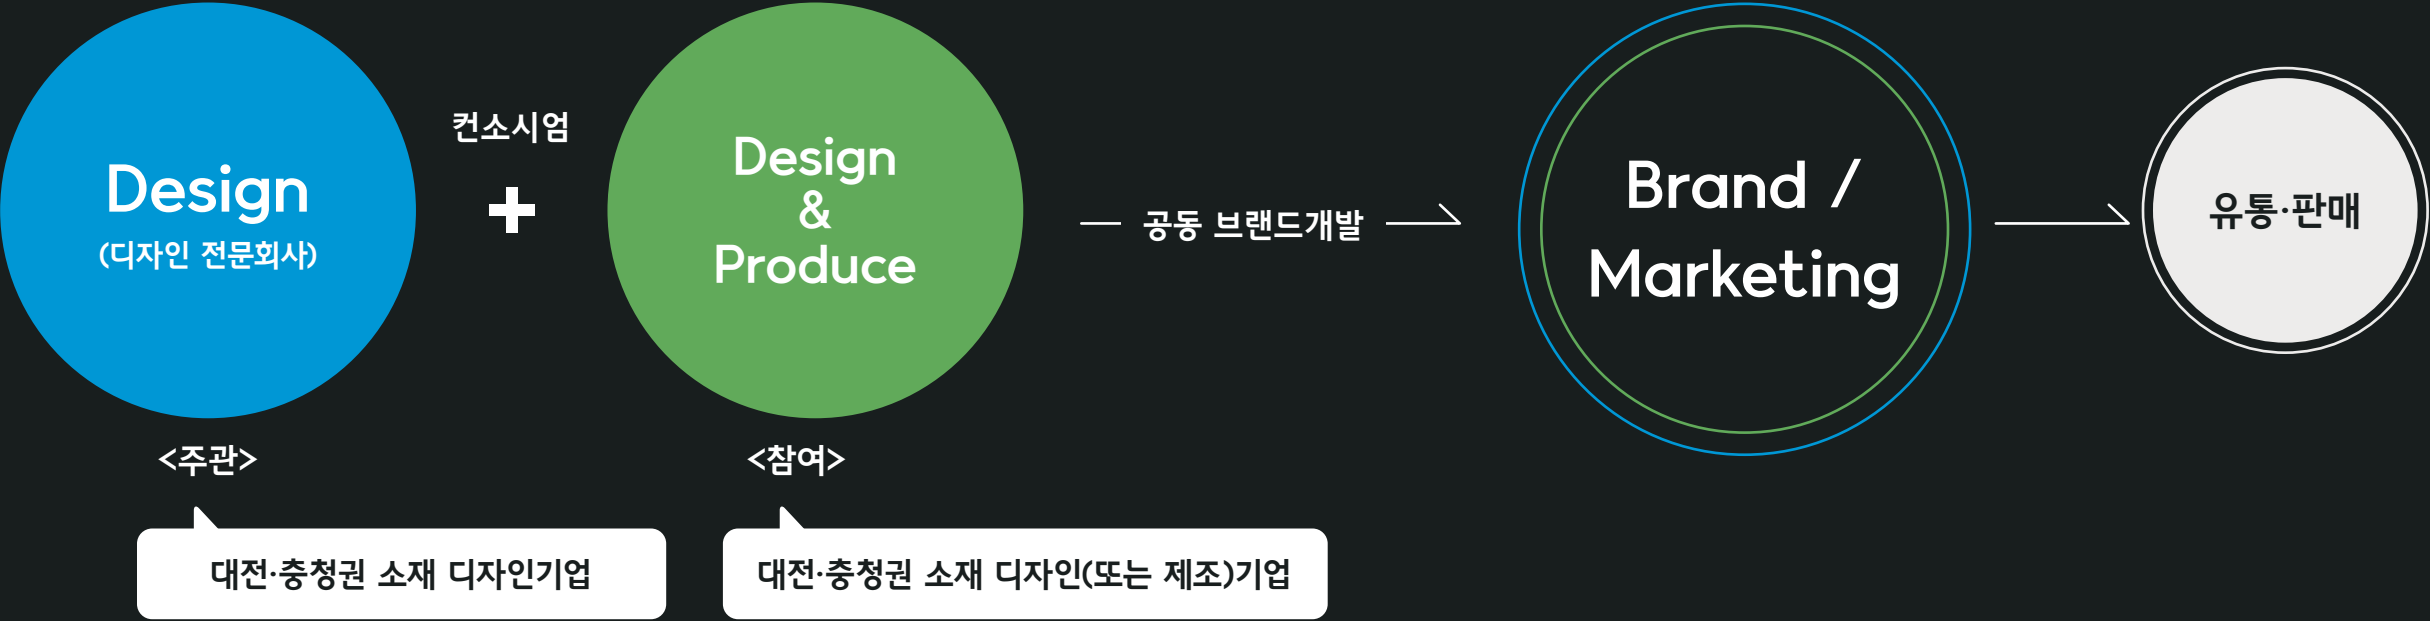 Design
(디자인 전문회사)
컨소시엄
+
Design
&
Produce
공동 브랜드개발
Brand /
Marketing
유통·판매
<주관>
<참여>
대전·충청권 소재 디자인기업
대전·충청권 소재 디자인(또는 제조)기업